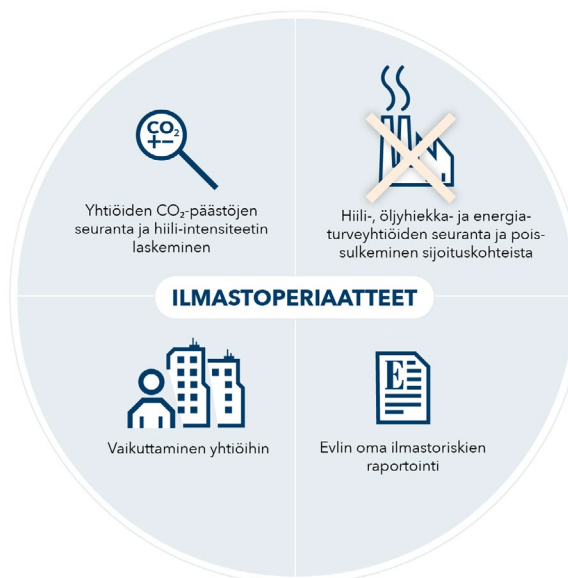 CO₂
+−
Yhtiöiden CO₂-päästöjen
seuranta ja hiili-intensiteetin
laskeminen
Hiili-, öljyhiekka- ja energia-
turveyhtiöiden seuranta ja pois-
sulkeminen sijoituskohteista
ILMASTOPERIAATTEET
Vaikuttaminen yhtiöihin
E
Evlin oma ilmastoriskien
raportointi